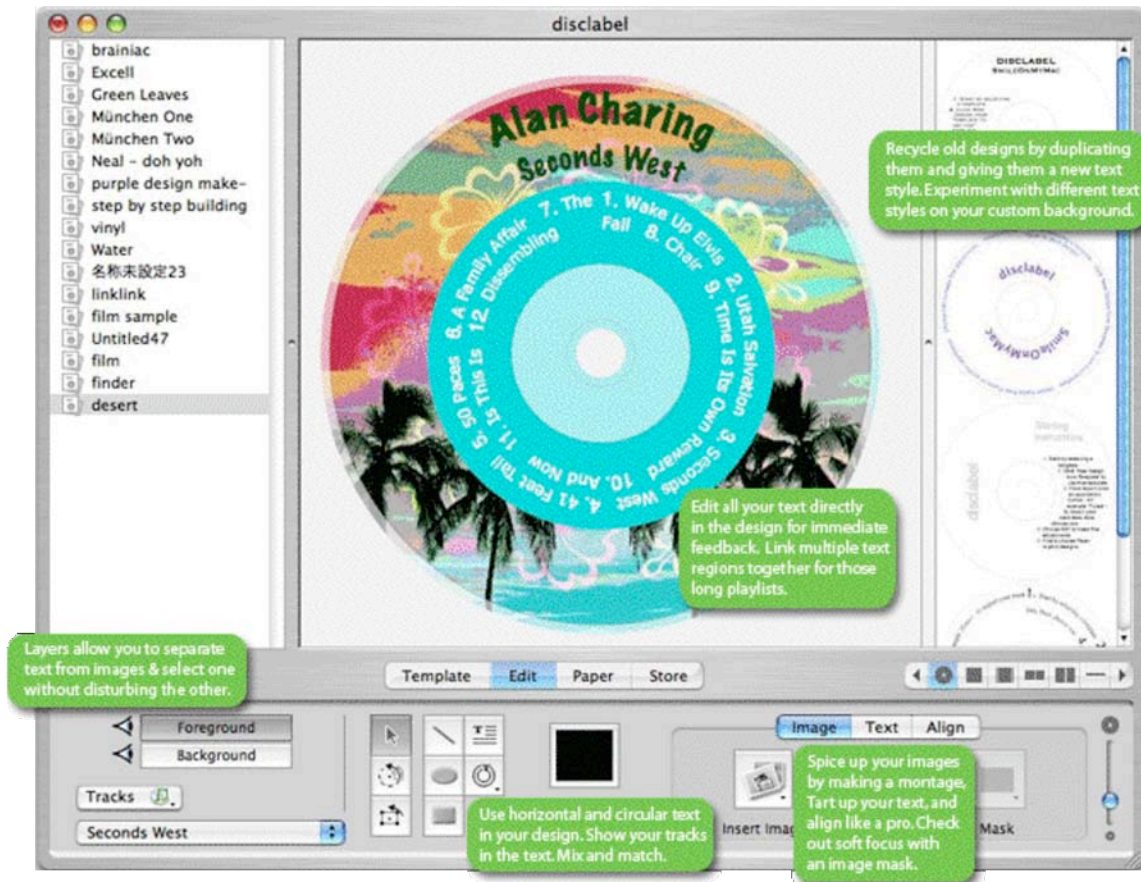 disclabel
brainiac
Excell
Green Leaves
München One
München Two
Neal - doh yoh
purple design make-
step by step building
vinyl
Water
名称未設定23
linklink
film sample
Untitled47
film
finder
desert
Alan Charing
Seconds West
1. Wake Up Elvis 2. Utah Salvation 3. Seconds West 4. 41 Feet Tall 5. 50 Paces 6. A Family Affair 7. The
Fall 8. Chair 9. Time Is Its Own Reward 10. And Now 11. Is This Is 12. Dissembling
DISCLABEL
SMILEONMYMAC
Recycle old designs by duplicating
them and giving them a new text
style. Experiment with different text
styles on your custom background.
disclabel
SmileOnMyMac
disclabel
Edit all your text directly
in the design for immediate
feedback. Link multiple text
regions together for those
long playlists.
Layers allow you to separate
text from images & select one
without disturbing the other.
Template Edit Paper Store
Foreground
Background
Tracks
Seconds West
Use horizontal and circular text
in your design. Show your tracks
in the text. Mix and match.
Image Text Align
Insert Imag
Mask
Spice up your images
by making a montage,
Tart up your text, and
align like a pro. Check
out soft focus with
an image mask.